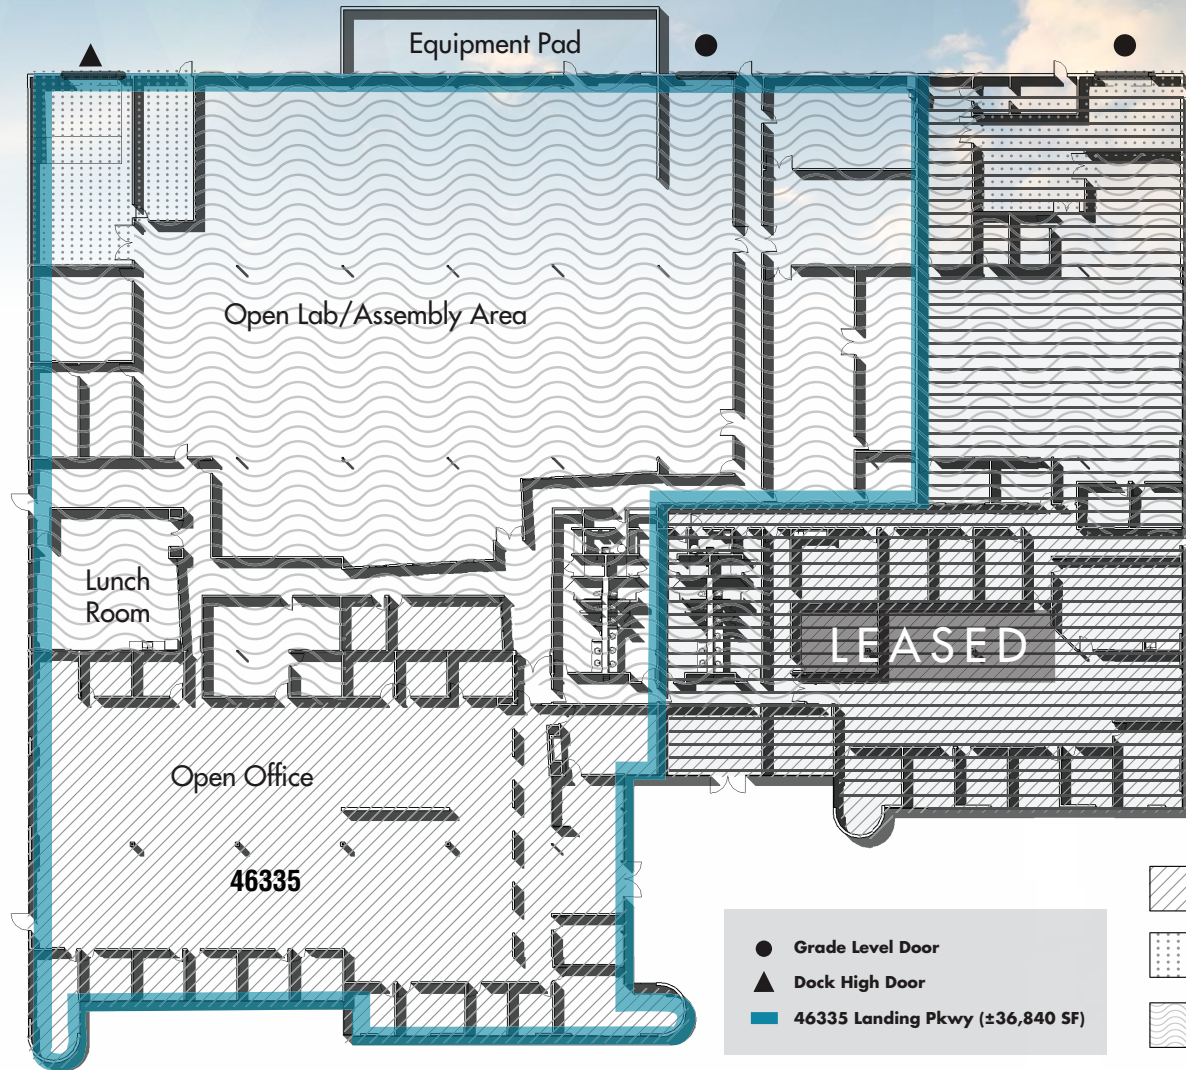 Equipment Pad
Open Lab/Assembly Area
Lunch
Room
LEASED
Open Office
46335
Grade Level Door
Dock High Door
46335 Landing Pkwy (±36,840 SF)